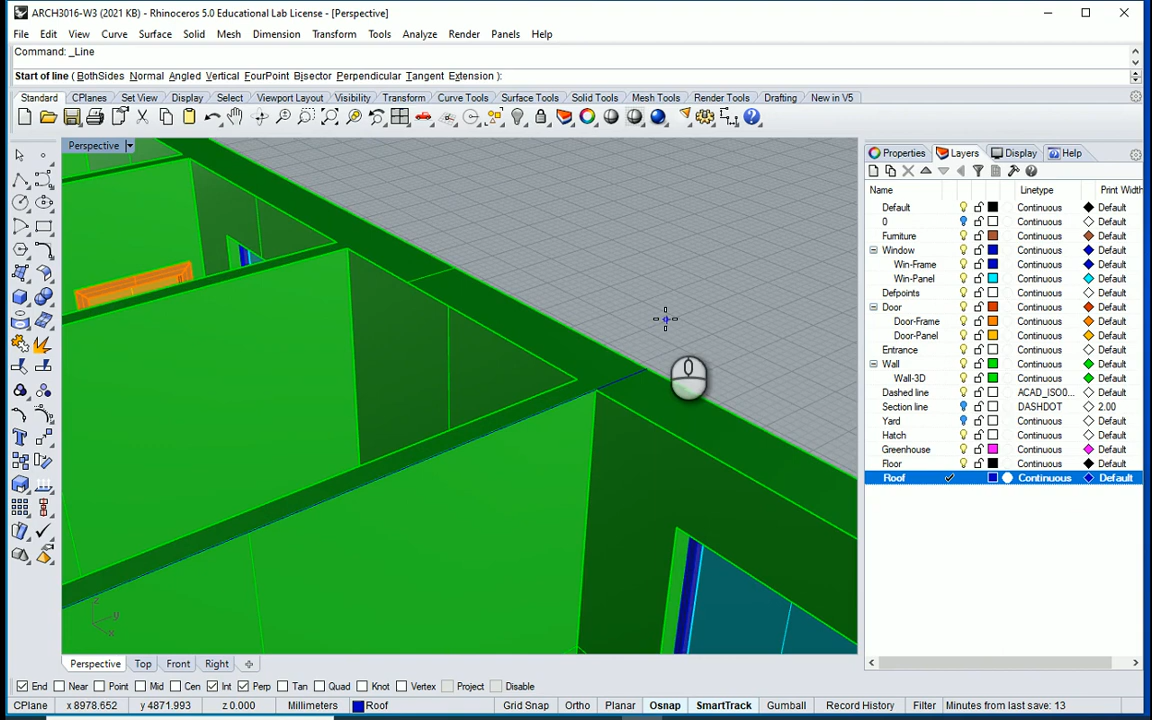 ARCH3016-W3 (2021 KB) - Rhinoceros 5.0 Educational Lab License - [Perspective]
File Edit View Curve Surface Solid Mesh Dimension Transform Tools Analyze Render Panels Help
Command: _Line
Start of line ( BothSides Normal Angled Vertical FourPoint Bisector Perpendicular Tangent Extension ):
Standard CPlanes Set View Display Select Viewport Layout Visibility Transform Curve Tools Surface Tools Solid Tools Mesh Tools Render Tools Drafting New in V5
Perspective
Properties Layers Display Help
Name Linetype Print Width
Default Continuous Default
0 Continuous Default
Furniture Continuous Default
Window Continuous Default
Win-Frame Continuous Default
Win-Panel Continuous Default
Defpoints Continuous Default
Door Continuous Default
Door-Frame Continuous Default
Door-Panel Continuous Default
Entrance Continuous Default
Wall Continuous Default
Wall-3D Continuous Default
Dashed line ACAD_ISO0... Default
Section line DASHDOT 2.00
Yard Continuous Default
Hatch Continuous Default
Greenhouse Continuous Default
Floor Continuous Default
Roof Continuous Default
z y x
Perspective Top Front Right
End Near Point Mid Cen Int Perp Tan Quad Knot Vertex Project Disable
CPlane x 8978.652 y 4871.993 z 0.000 Millimeters Roof Grid Snap Ortho Planar Osnap SmartTrack Gumball Record History Filter Minutes from last save: 13